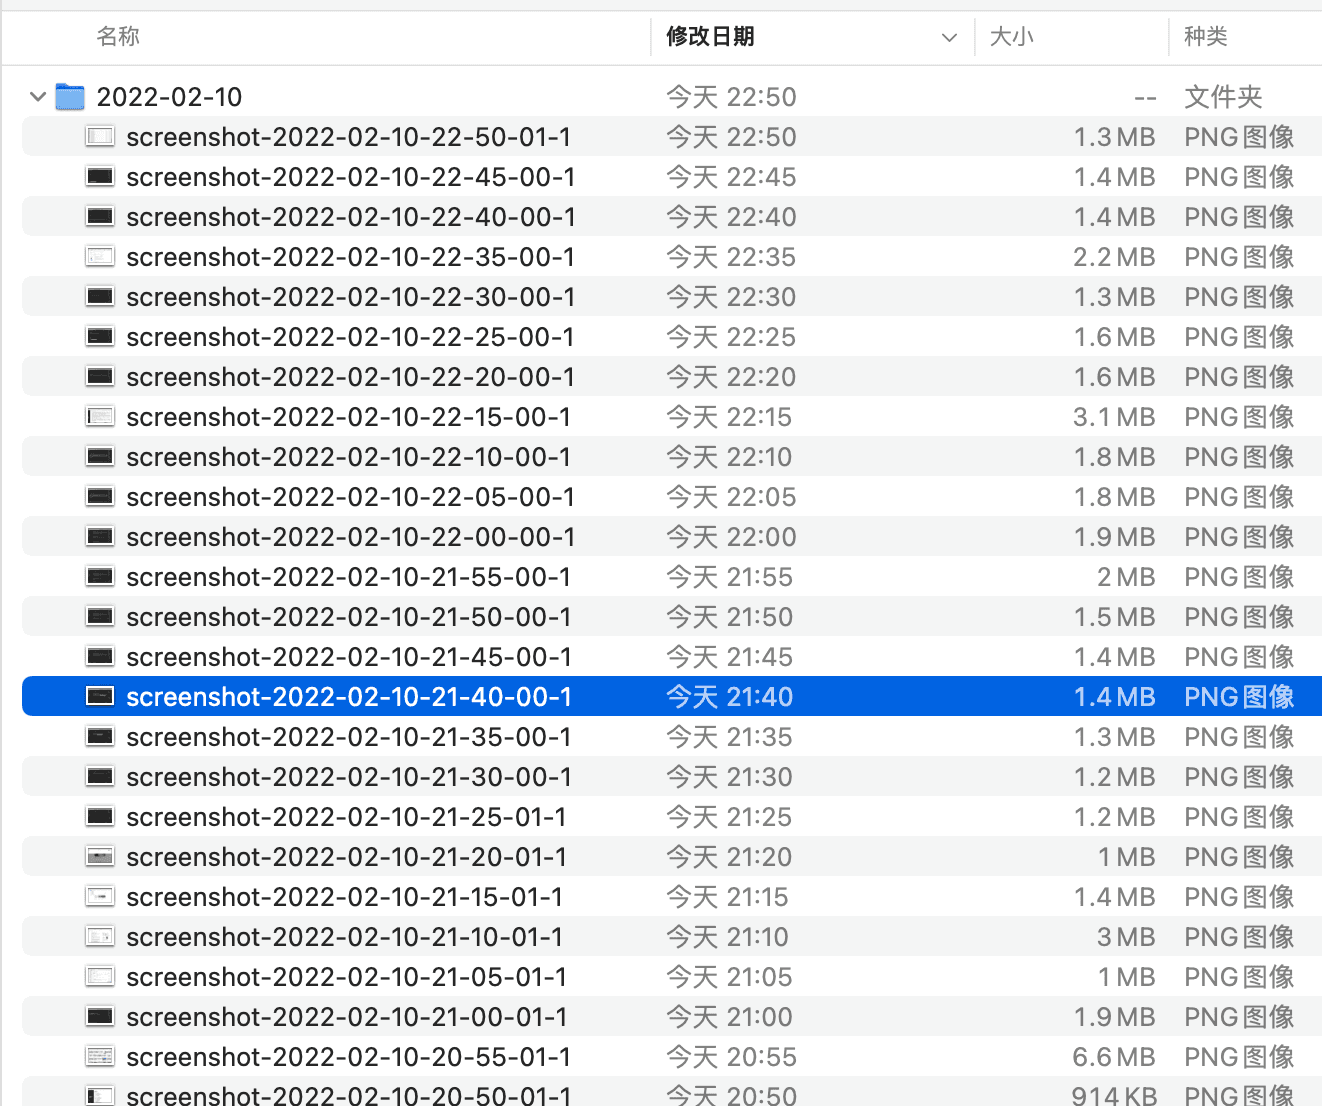 名称 修改日期 大小 种类
2022-02-10 今天 22:50 -- 文件夹
screenshot-2022-02-10-22-50-01-1 今天 22:50 1.3 MB PNG图像
screenshot-2022-02-10-22-45-00-1 今天 22:45 1.4 MB PNG图像
screenshot-2022-02-10-22-40-00-1 今天 22:40 1.4 MB PNG图像
screenshot-2022-02-10-22-35-00-1 今天 22:35 2.2 MB PNG图像
screenshot-2022-02-10-22-30-00-1 今天 22:30 1.3 MB PNG图像
screenshot-2022-02-10-22-25-00-1 今天 22:25 1.6 MB PNG图像
screenshot-2022-02-10-22-20-00-1 今天 22:20 1.6 MB PNG图像
screenshot-2022-02-10-22-15-00-1 今天 22:15 3.1 MB PNG图像
screenshot-2022-02-10-22-10-00-1 今天 22:10 1.8 MB PNG图像
screenshot-2022-02-10-22-05-00-1 今天 22:05 1.8 MB PNG图像
screenshot-2022-02-10-22-00-00-1 今天 22:00 1.9 MB PNG图像
screenshot-2022-02-10-21-55-00-1 今天 21:55 2 MB PNG图像
screenshot-2022-02-10-21-50-00-1 今天 21:50 1.5 MB PNG图像
screenshot-2022-02-10-21-45-00-1 今天 21:45 1.4 MB PNG图像
screenshot-2022-02-10-21-40-00-1 今天 21:40 1.4 MB PNG图像
screenshot-2022-02-10-21-35-00-1 今天 21:35 1.3 MB PNG图像
screenshot-2022-02-10-21-30-00-1 今天 21:30 1.2 MB PNG图像
screenshot-2022-02-10-21-25-01-1 今天 21:25 1.2 MB PNG图像
screenshot-2022-02-10-21-20-01-1 今天 21:20 1 MB PNG图像
screenshot-2022-02-10-21-15-01-1 今天 21:15 1.4 MB PNG图像
screenshot-2022-02-10-21-10-01-1 今天 21:10 3 MB PNG图像
screenshot-2022-02-10-21-05-01-1 今天 21:05 1 MB PNG图像
screenshot-2022-02-10-21-00-01-1 今天 21:00 1.9 MB PNG图像
screenshot-2022-02-10-20-55-01-1 今天 20:55 6.6 MB PNG图像
screenshot-2022-02-10-20-50-01-1 今天 20:50 914 KB PNG图像